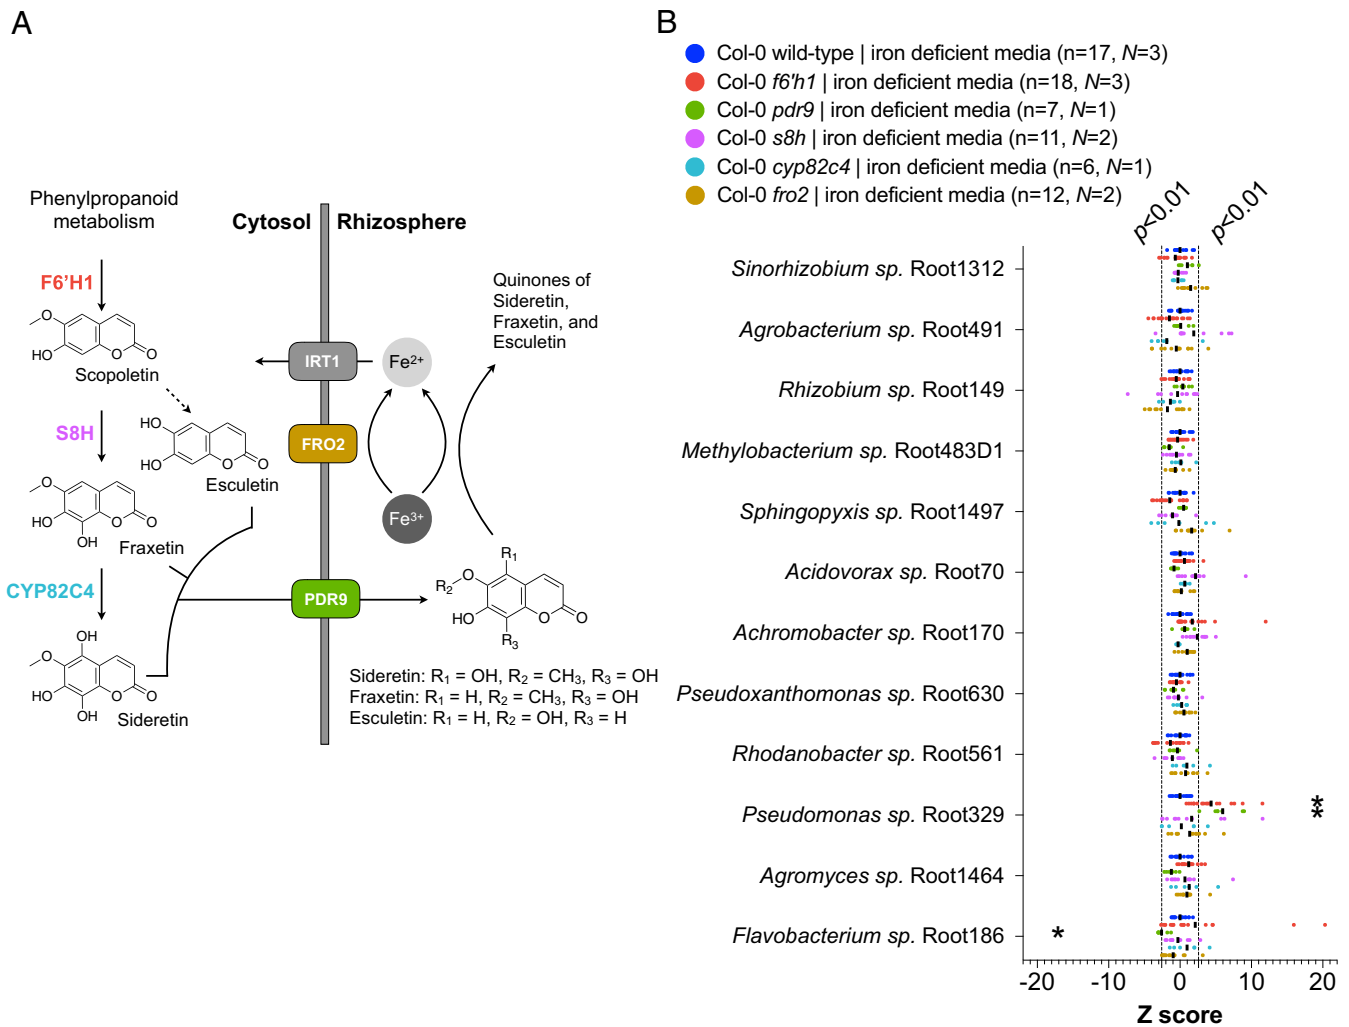 A
Phenylpropanoid
metabolism
Cytosol
Rhizosphere
F6'H1
O
HO
O
O
Scopoletin
S8H
HO
HO
O
O
Esculetin
O
HO
OH
O
O
Fraxetin
CYP82C4
OH
O
HO
OH
O
O
Sideretin
IRT1
FRO2
PDR9
Fe2+
Fe3+
Quinones of
Sideretin,
Fraxetin, and
Esculetin
R1
O
R2
HO
R3
O
O
Sideretin: R1 = OH, R2 = CH3, R3 = OH
Fraxetin: R1 = H, R2 = CH3, R3 = OH
Esculetin: R1 = H, R2 = OH, R3 = H
B
Col-0 wild-type | iron deficient media (n=17, N=3)
Col-0 f6'h1 | iron deficient media (n=18, N=3)
Col-0 pdr9 | iron deficient media (n=7, N=1)
Col-0 s8h | iron deficient media (n=11, N=2)
Col-0 cyp82c4 | iron deficient media (n=6, N=1)
Col-0 fro2 | iron deficient media (n=12, N=2)
p<0.01
p<0.01
Sinorhizobium sp. Root1312
Agrobacterium sp. Root491
Rhizobium sp. Root149
Methylobacterium sp. Root483D1
Sphingopyxis sp. Root1497
Acidovorax sp. Root70
Achromobacter sp. Root170
Pseudoxanthomonas sp. Root630
Rhodanobacter sp. Root561
Pseudomonas sp. Root329
*
*
Agromyces sp. Root1464
Flavobacterium sp. Root186
*
-20 -10 0 10 20
Z score